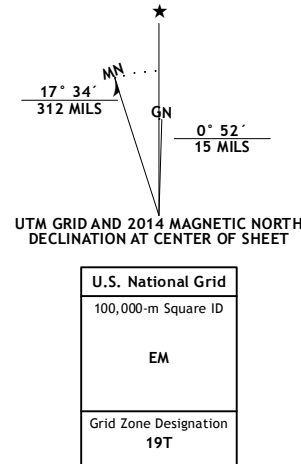 MN
GN
17° 34´
312 MILS
0° 52´
15 MILS
UTM GRID AND 2014 MAGNETIC NORTH
DECLINATION AT CENTER OF SHEET
U.S. National Grid
100,000-m Square ID
EM
Grid Zone Designation
19T